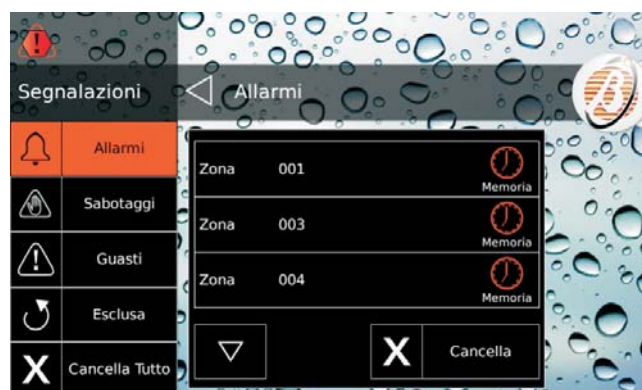 Segnalazioni
Allarmi
Allarmi
Sabotaggi
Guasti
Esclusa
X Cancella Tutto
Zona 001
Memoria
Zona 003
Memoria
Zona 004
Memoria
X Cancella